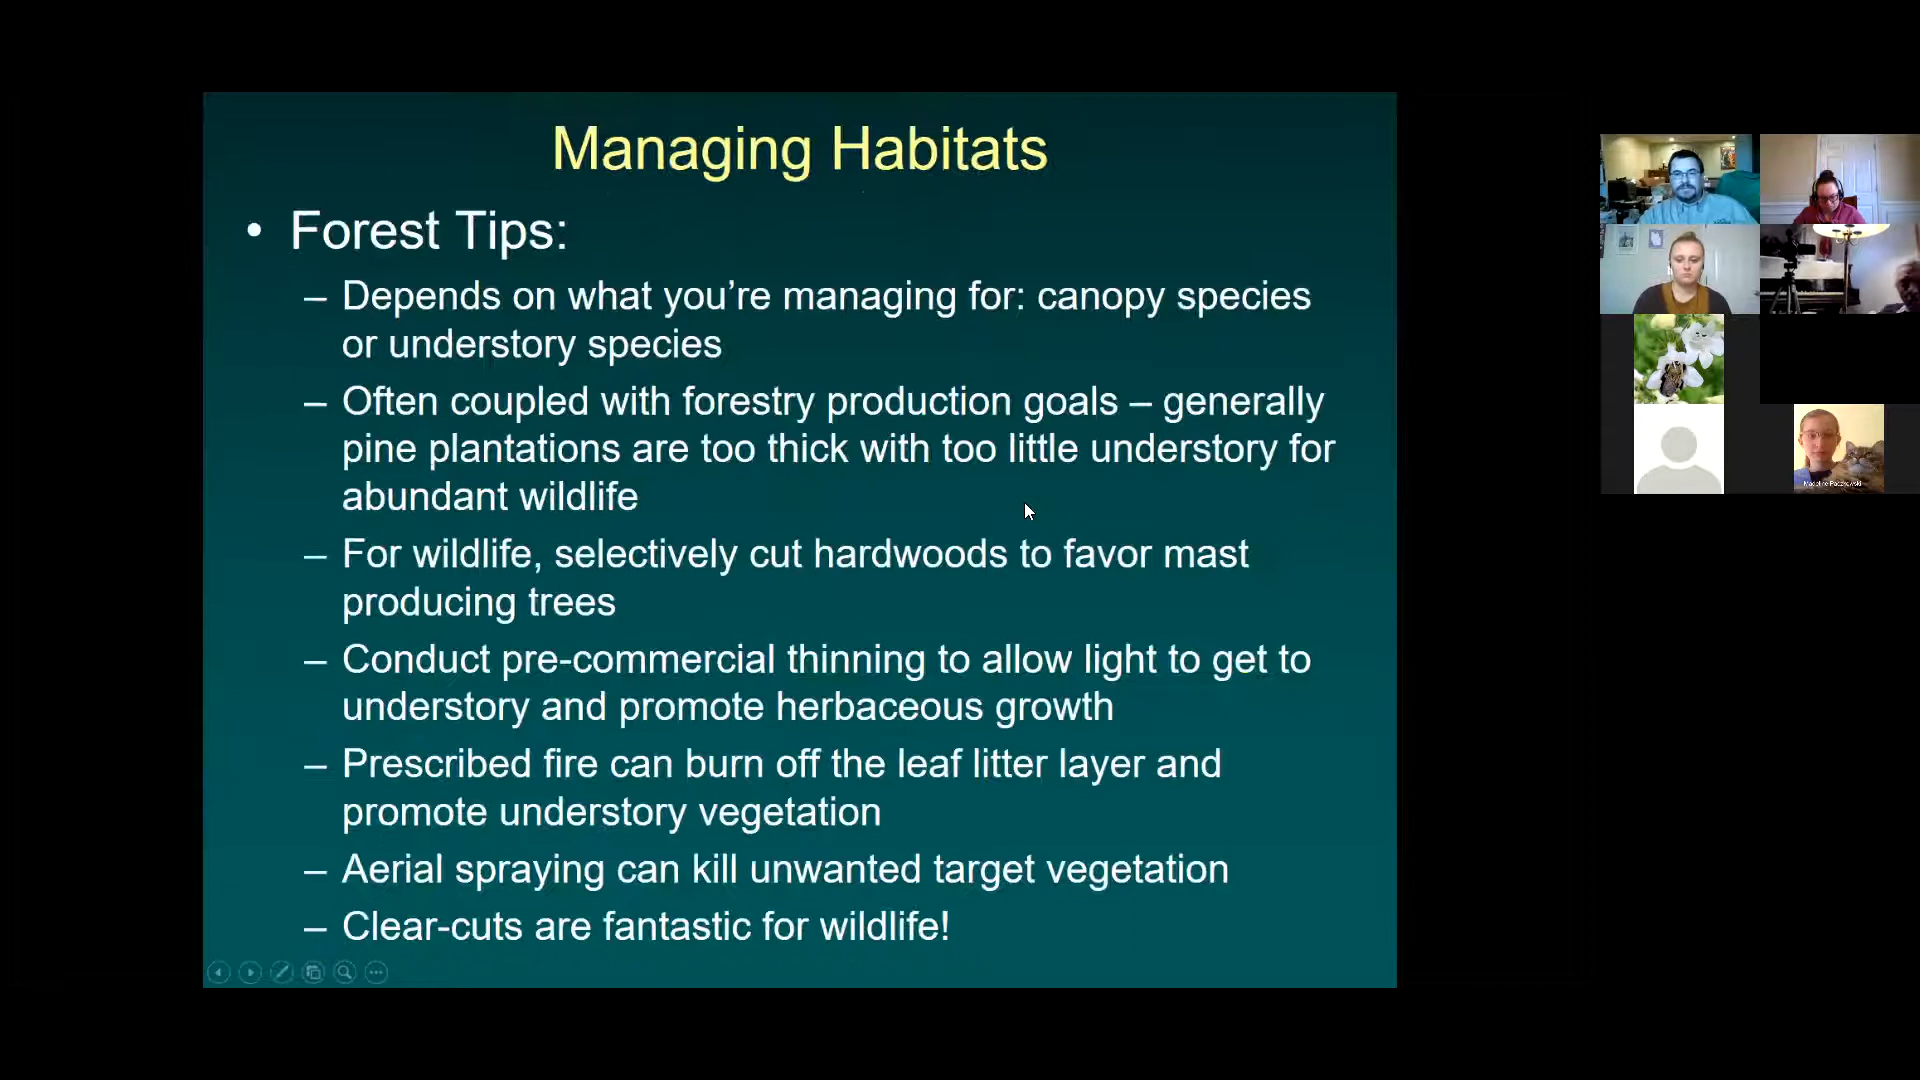 Managing Habitats
• Forest Tips:
– Depends on what you’re managing for: canopy species
or understory species
– Often coupled with forestry production goals – generally
pine plantations are too thick with too little understory for
abundant wildlife
– For wildlife, selectively cut hardwoods to favor mast
producing trees
– Conduct pre-commercial thinning to allow light to get to
understory and promote herbaceous growth
– Prescribed fire can burn off the leaf litter layer and
promote understory vegetation
– Aerial spraying can kill unwanted target vegetation
– Clear-cuts are fantastic for wildlife!